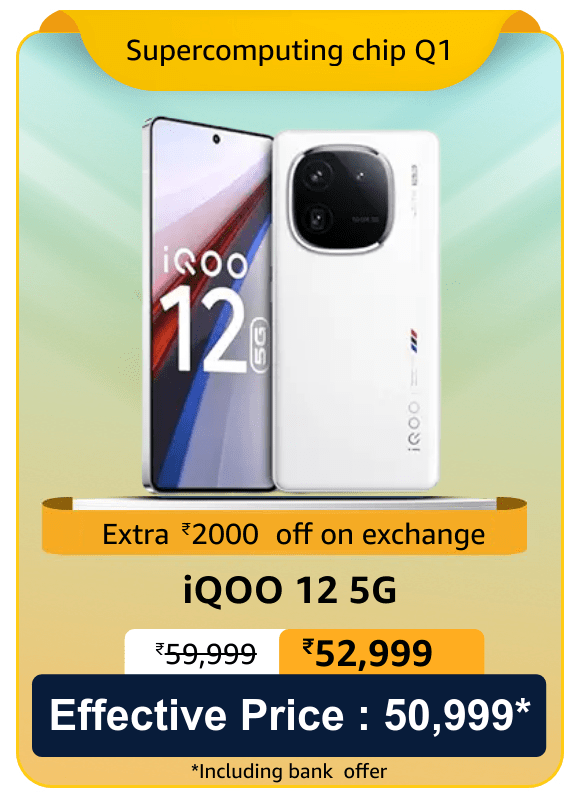 Supercomputing chip Q1
iQOO
12 5G
iQOO
Extra ₹2000 off on exchange
iQOO 12 5G
₹59,999 ₹52,999
Effective Price : 50,999*
*Including bank offer